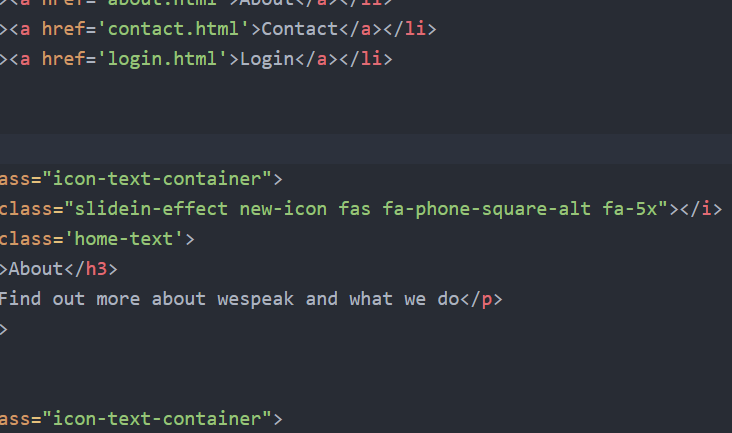 ><a href='about.html'>About</a></li>
><a href='contact.html'>Contact</a></li>
><a href='login.html'>Login</a></li>
ass="icon-text-container">
class="slidein-effect new-icon fas fa-phone-square-alt fa-5x"></i>
class='home-text'>
>About</h3>
Find out more about wespeak and what we do</p>
>
ass="icon-text-container">